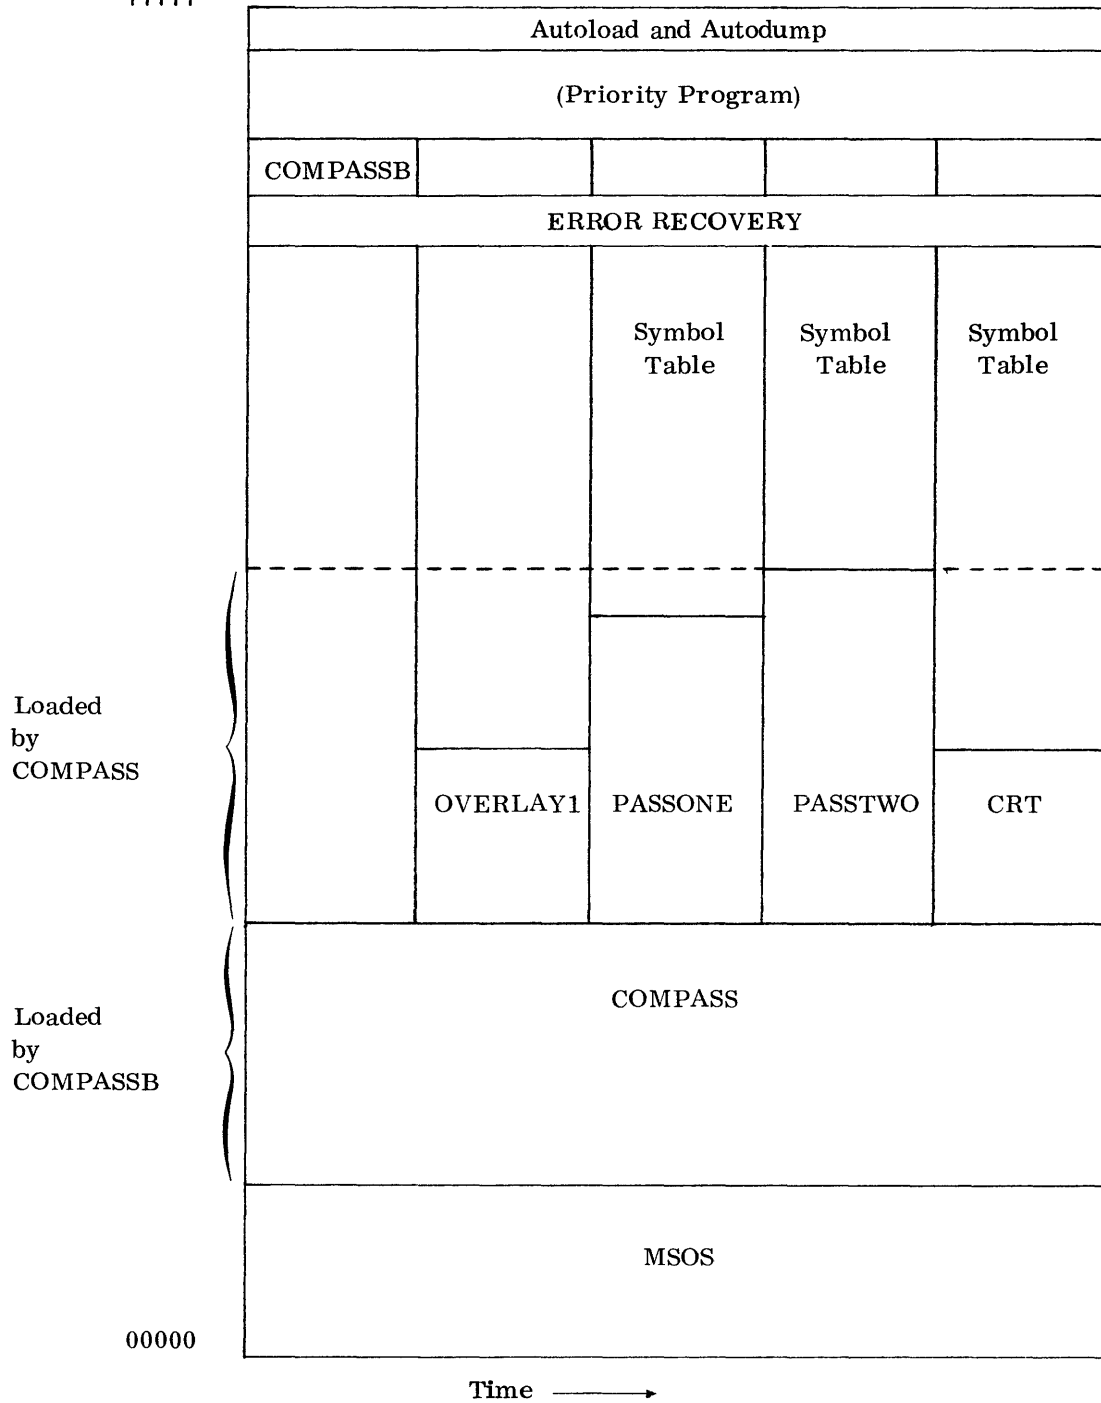 Autoload and Autodump
(Priority Program)
COMPASSB
ERROR RECOVERY
Symbol Table
Symbol Table
Symbol Table
Loaded
by
COMPASS
OVERLAY1
PASSONE
PASSTWO
CRT
COMPASS
Loaded
by
COMPASSB
MSOS
00000
Time